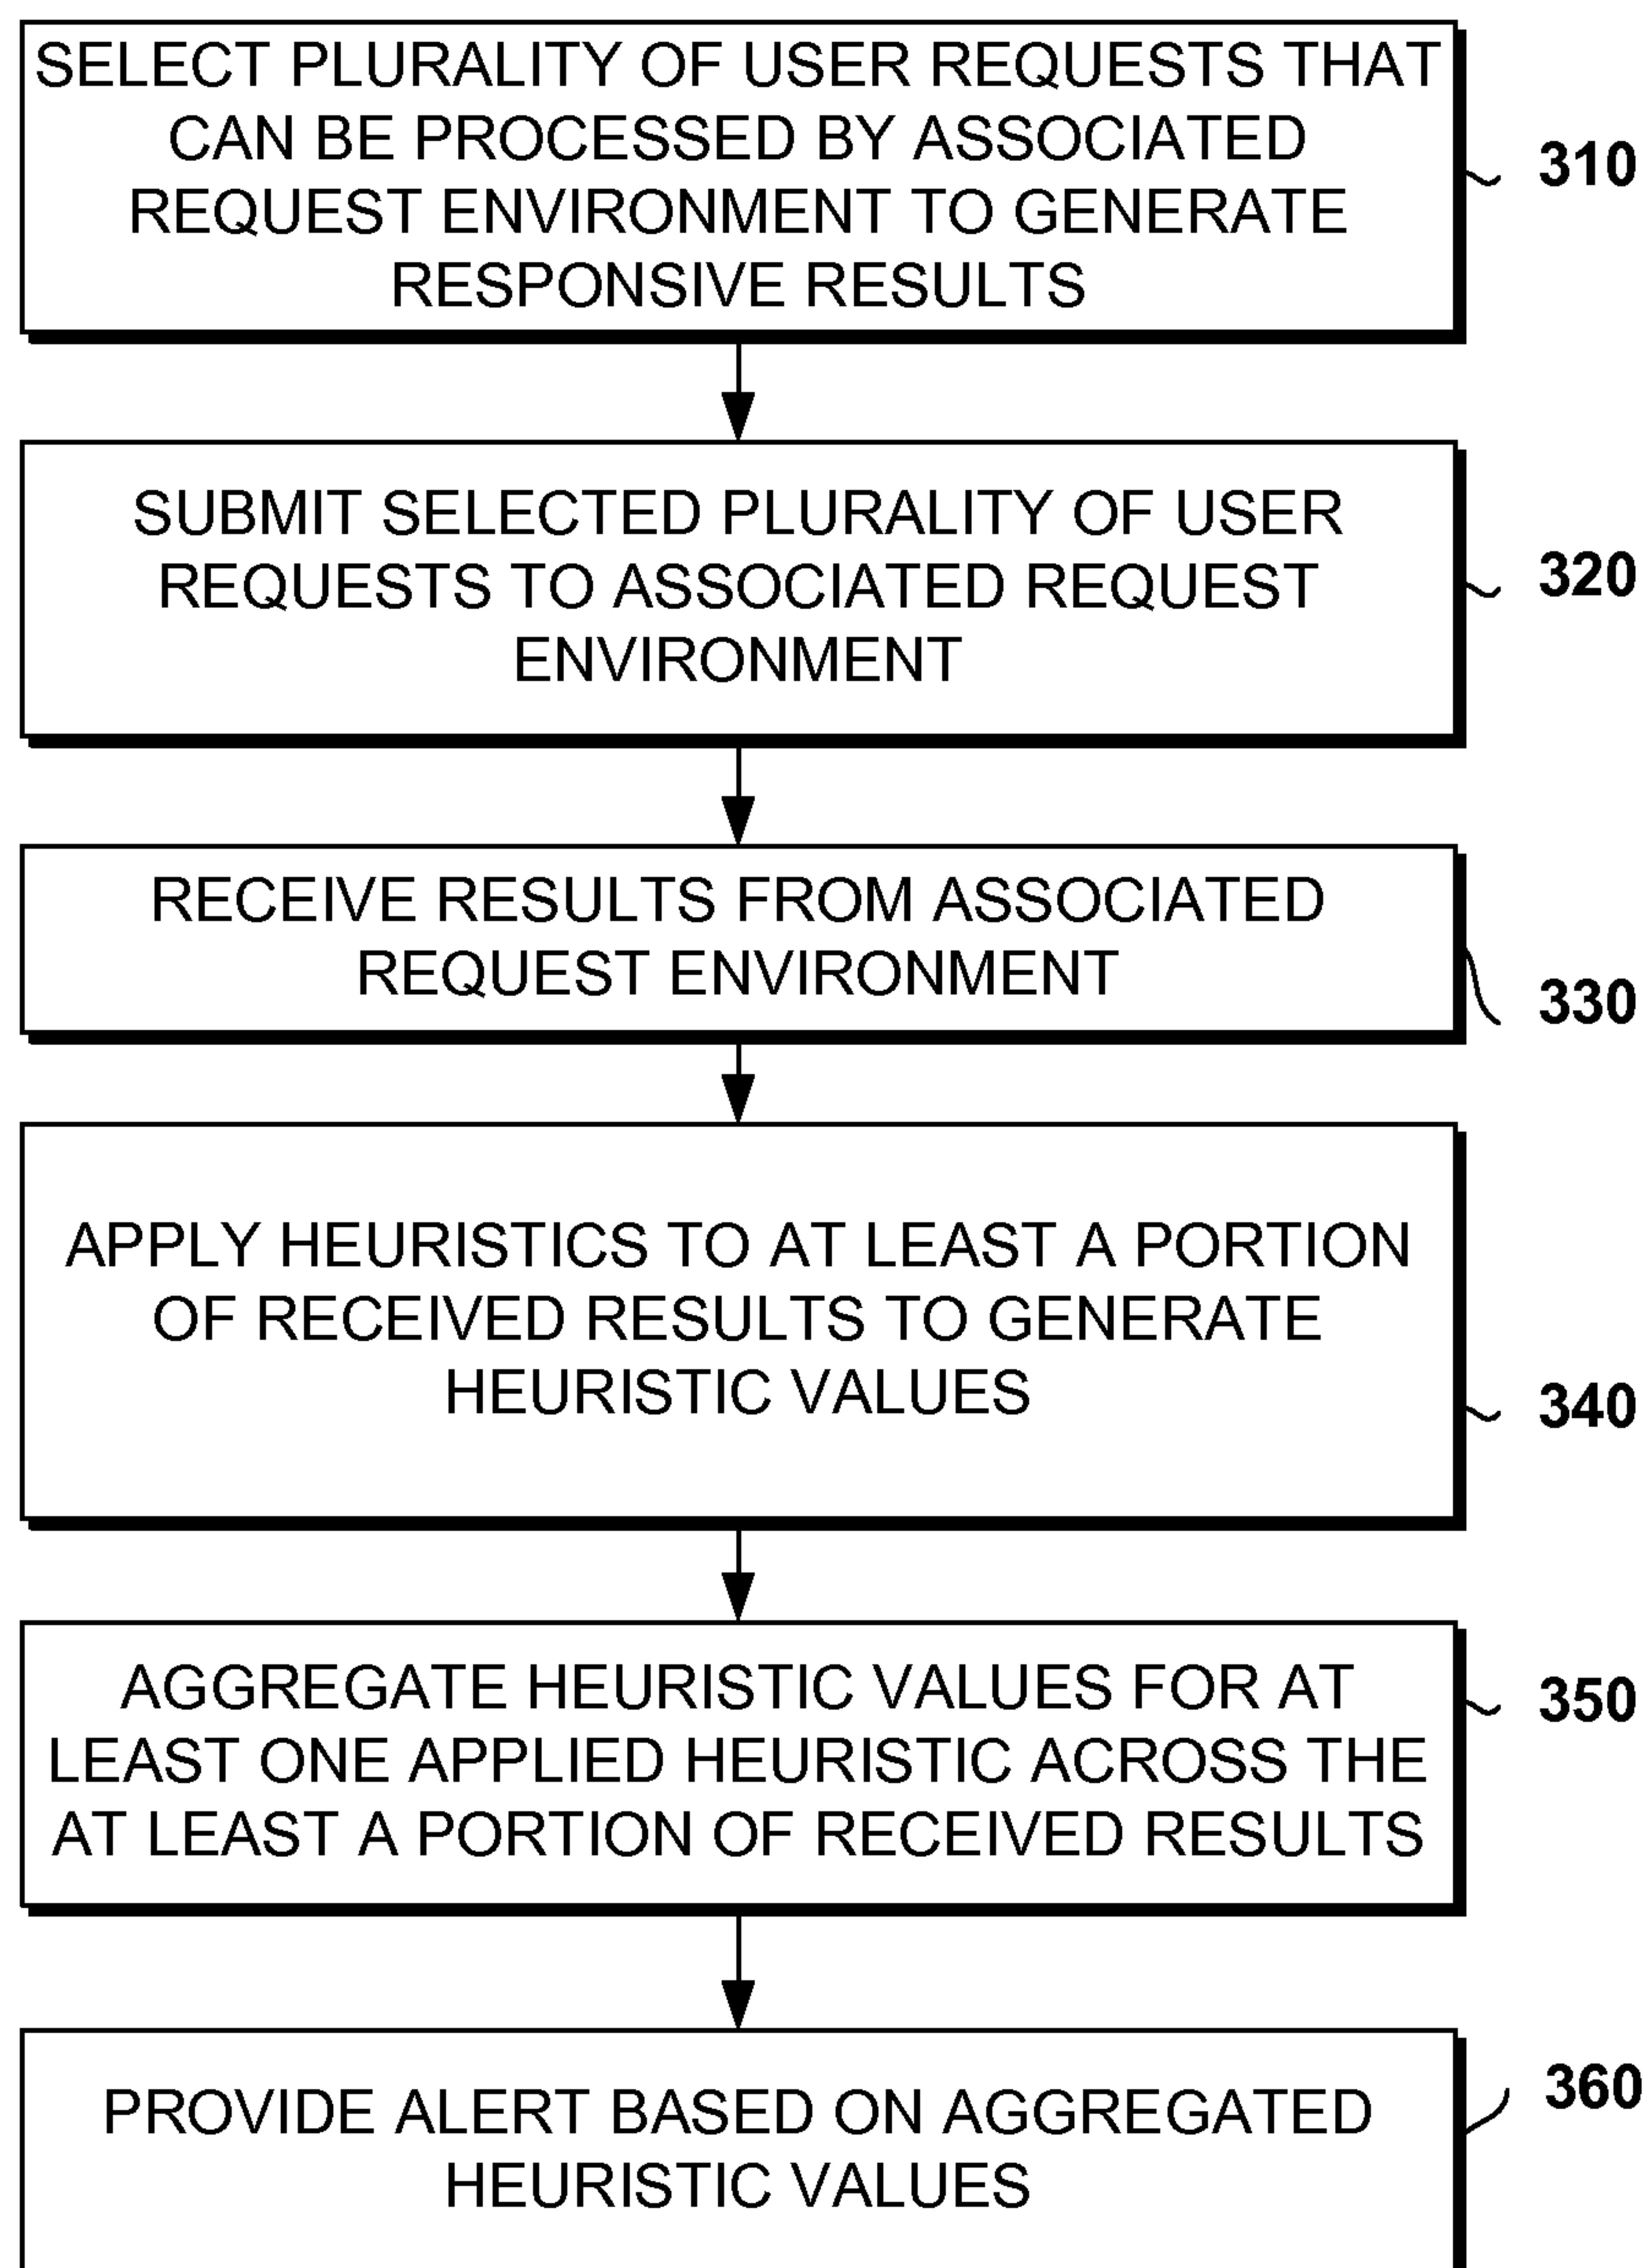 SELECT PLURALITY OF USER REQUESTS THAT
CAN BE PROCESSED BY ASSOCIATED
REQUEST ENVIRONMENT TO GENERATE
RESPONSIVE RESULTS
310
SUBMIT SELECTED PLURALITY OF USER
REQUESTS TO ASSOCIATED REQUEST
ENVIRONMENT
320
RECEIVE RESULTS FROM ASSOCIATED
REQUEST ENVIRONMENT
330
APPLY HEURISTICS TO AT LEAST A PORTION
OF RECEIVED RESULTS TO GENERATE
HEURISTIC VALUES
340
AGGREGATE HEURISTIC VALUES FOR AT
LEAST ONE APPLIED HEURISTIC ACROSS THE
AT LEAST A PORTION OF RECEIVED RESULTS
350
PROVIDE ALERT BASED ON AGGREGATED
HEURISTIC VALUES
360